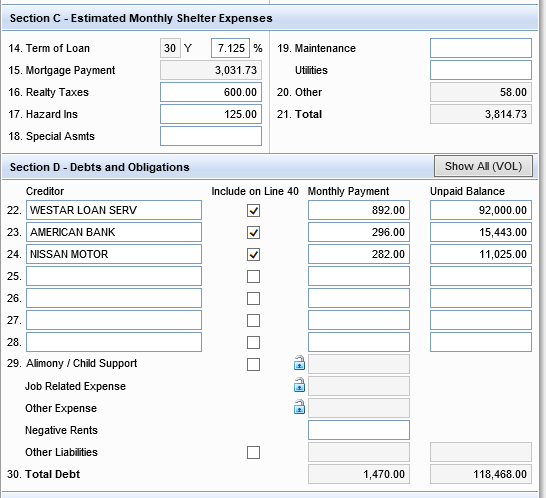 Section C - Estimated Monthly Shelter Expenses
14. Term of Loan 30 Y 7.125 % 19. Maintenance
15. Mortgage Payment 3,031.73 Utilities
16. Realty Taxes 600.00 20. Other 58.00
17. Hazard Ins 125.00 21. Total 3,814.73
18. Special Asmts
Section D - Debts and Obligations Show All (VOL)
Creditor Include on Line 40 Monthly Payment Unpaid Balance
22. WESTAR LOAN SERV 892.00 92,000.00
23. AMERICAN BANK 296.00 15,443.00
24. NISSAN MOTOR 282.00 11,025.00
25.
26.
27.
28.
29. Alimony / Child Support
Job Related Expense
Other Expense
Negative Rents
Other Liabilities
30. Total Debt 1,470.00 118,468.00